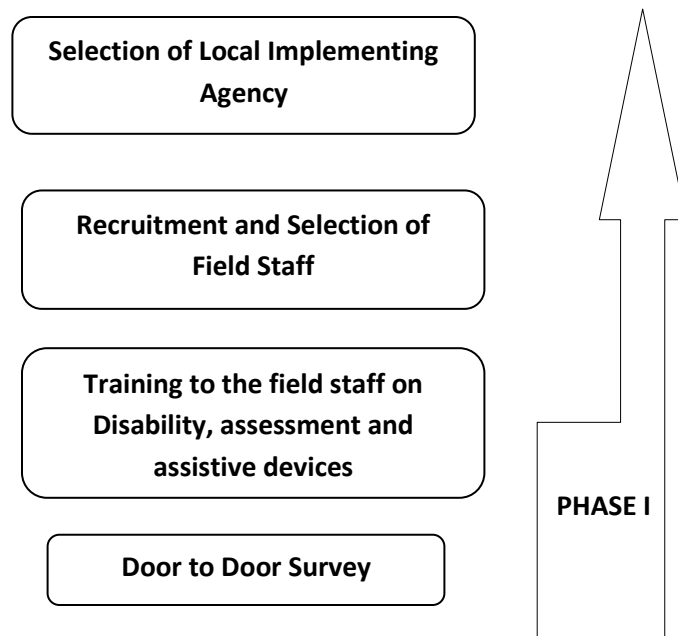 Selection of Local Implementing
Agency
Recruitment and Selection of
Field Staff
Training to the field staff on
Disability, assessment and
assistive devices
PHASE I
Door to Door Survey